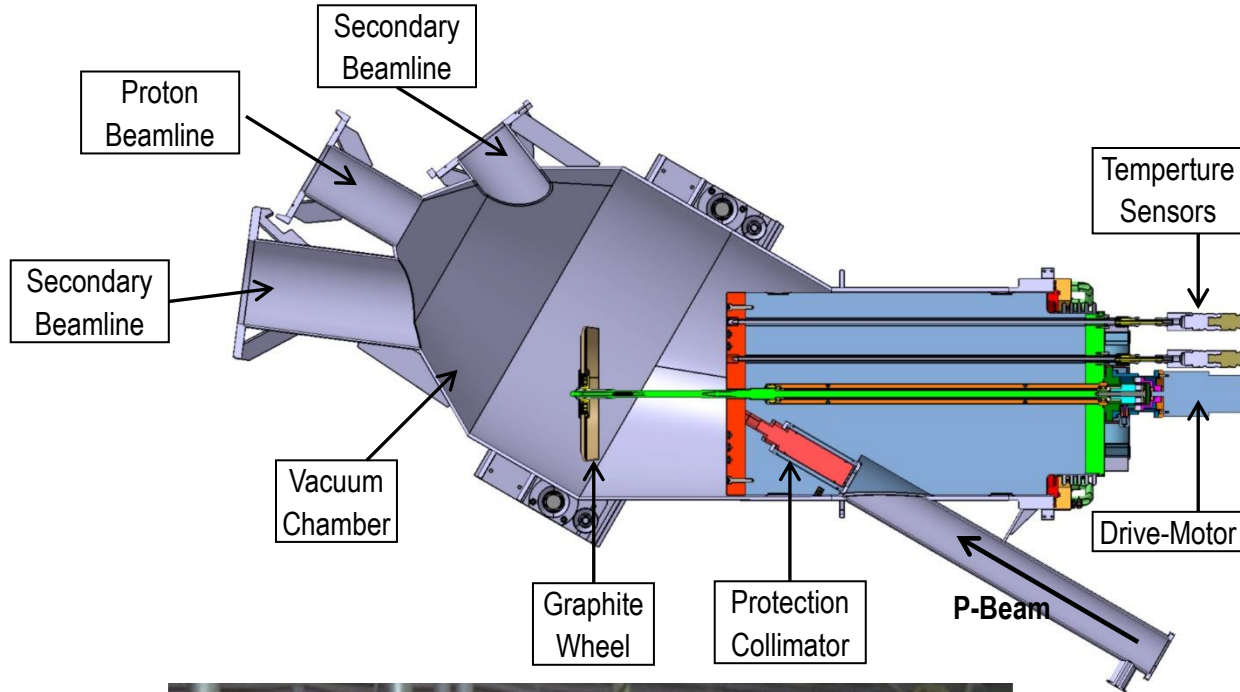 Secondary
Beamline
Proton
Beamline
Temperture
Sensors
Secondary
Beamline
Vacuum
Chamber
Graphite
Wheel
Protection
Collimator
P-Beam
Drive-Motor